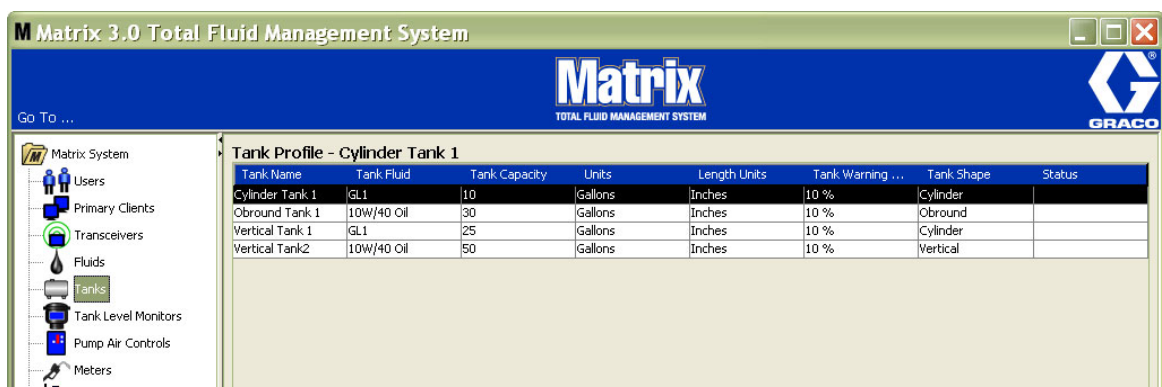 M Matrix 3.0 Total Fluid Management System
Matrix
TOTAL FLUID MANAGEMENT SYSTEM
®
GRACO
Go To ...
M Matrix System
Users
Primary Clients
Transceivers
Fluids
Tanks
Tank Level Monitors
Pump Air Controls
Meters
Tank Profile - Cylinder Tank 1
Tank Name Tank Fluid Tank Capacity Units Length Units Tank Warning ... Tank Shape Status
Cylinder Tank 1 GL1 10 Gallons Inches 10 % Cylinder
Obround Tank 1 10W/40 Oil 30 Gallons Inches 10 % Obround
Vertical Tank 1 GL1 25 Gallons Inches 10 % Cylinder
Vertical Tank2 10W/40 Oil 50 Gallons Inches 10 % Vertical